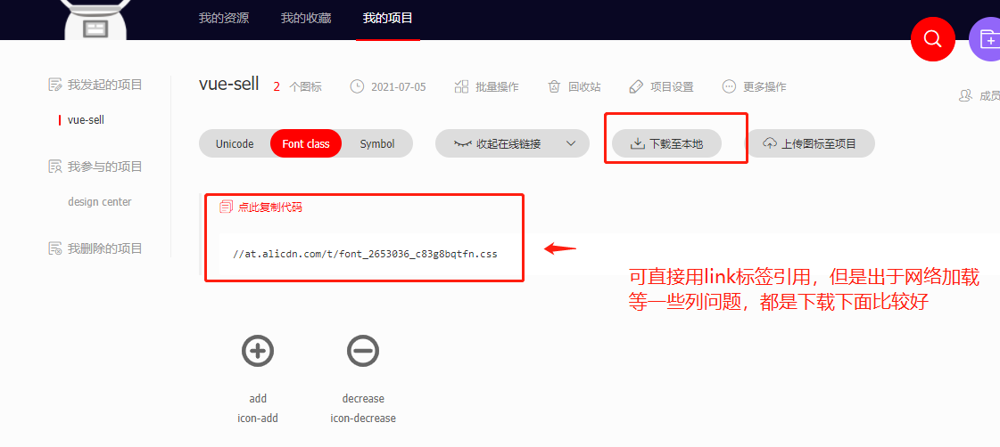 我的资源 我的收藏 我的项目
我发起的项目
vue-sell
我参与的项目
design center
我删除的项目
vue-sell 2 个图标 2021-07-05 批量操作 回收站 项目设置 更多操作
成员
Unicode Font class Symbol 收起在线链接 下载至本地 上传图标至项目
点此复制代码
//at.alicdn.com/t/font_2653036_c83g8bqtfn.css
可直接用link标签引用，但是出于网络加载
等一些列问题，都是下载下面比较好
add decrease
icon-add icon-decrease